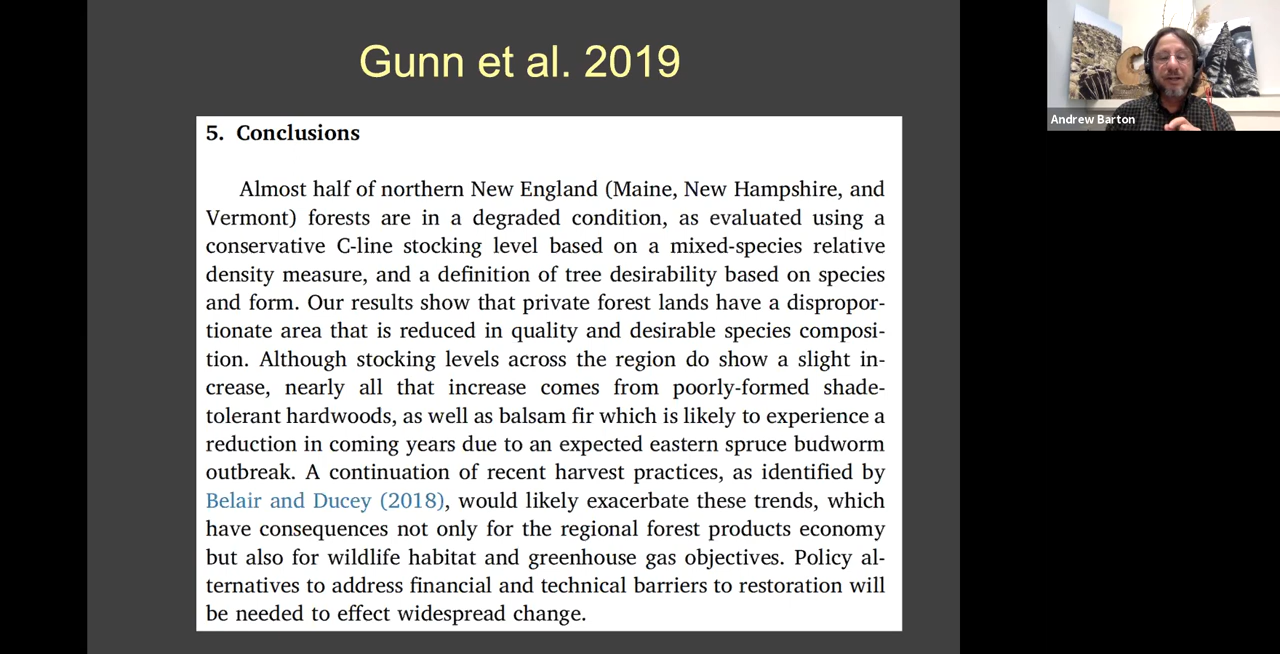 Gunn et al. 2019
Andrew Barton
5. Conclusions
Almost half of northern New England (Maine, New Hampshire, and
Vermont) forests are in a degraded condition, as evaluated using a
conservative C-line stocking level based on a mixed-species relative
density measure, and a definition of tree desirability based on species
and form. Our results show that private forest lands have a dispropor-
tionate area that is reduced in quality and desirable species composi-
tion. Although stocking levels across the region do show a slight in-
crease, nearly all that increase comes from poorly-formed shade-
tolerant hardwoods, as well as balsam fir which is likely to experience a
reduction in coming years due to an expected eastern spruce budworm
outbreak. A continuation of recent harvest practices, as identified by
Belair and Ducey (2018), would likely exacerbate these trends, which
have consequences not only for the regional forest products economy
but also for wildlife habitat and greenhouse gas objectives. Policy al-
ternatives to address financial and technical barriers to restoration will
be needed to effect widespread change.